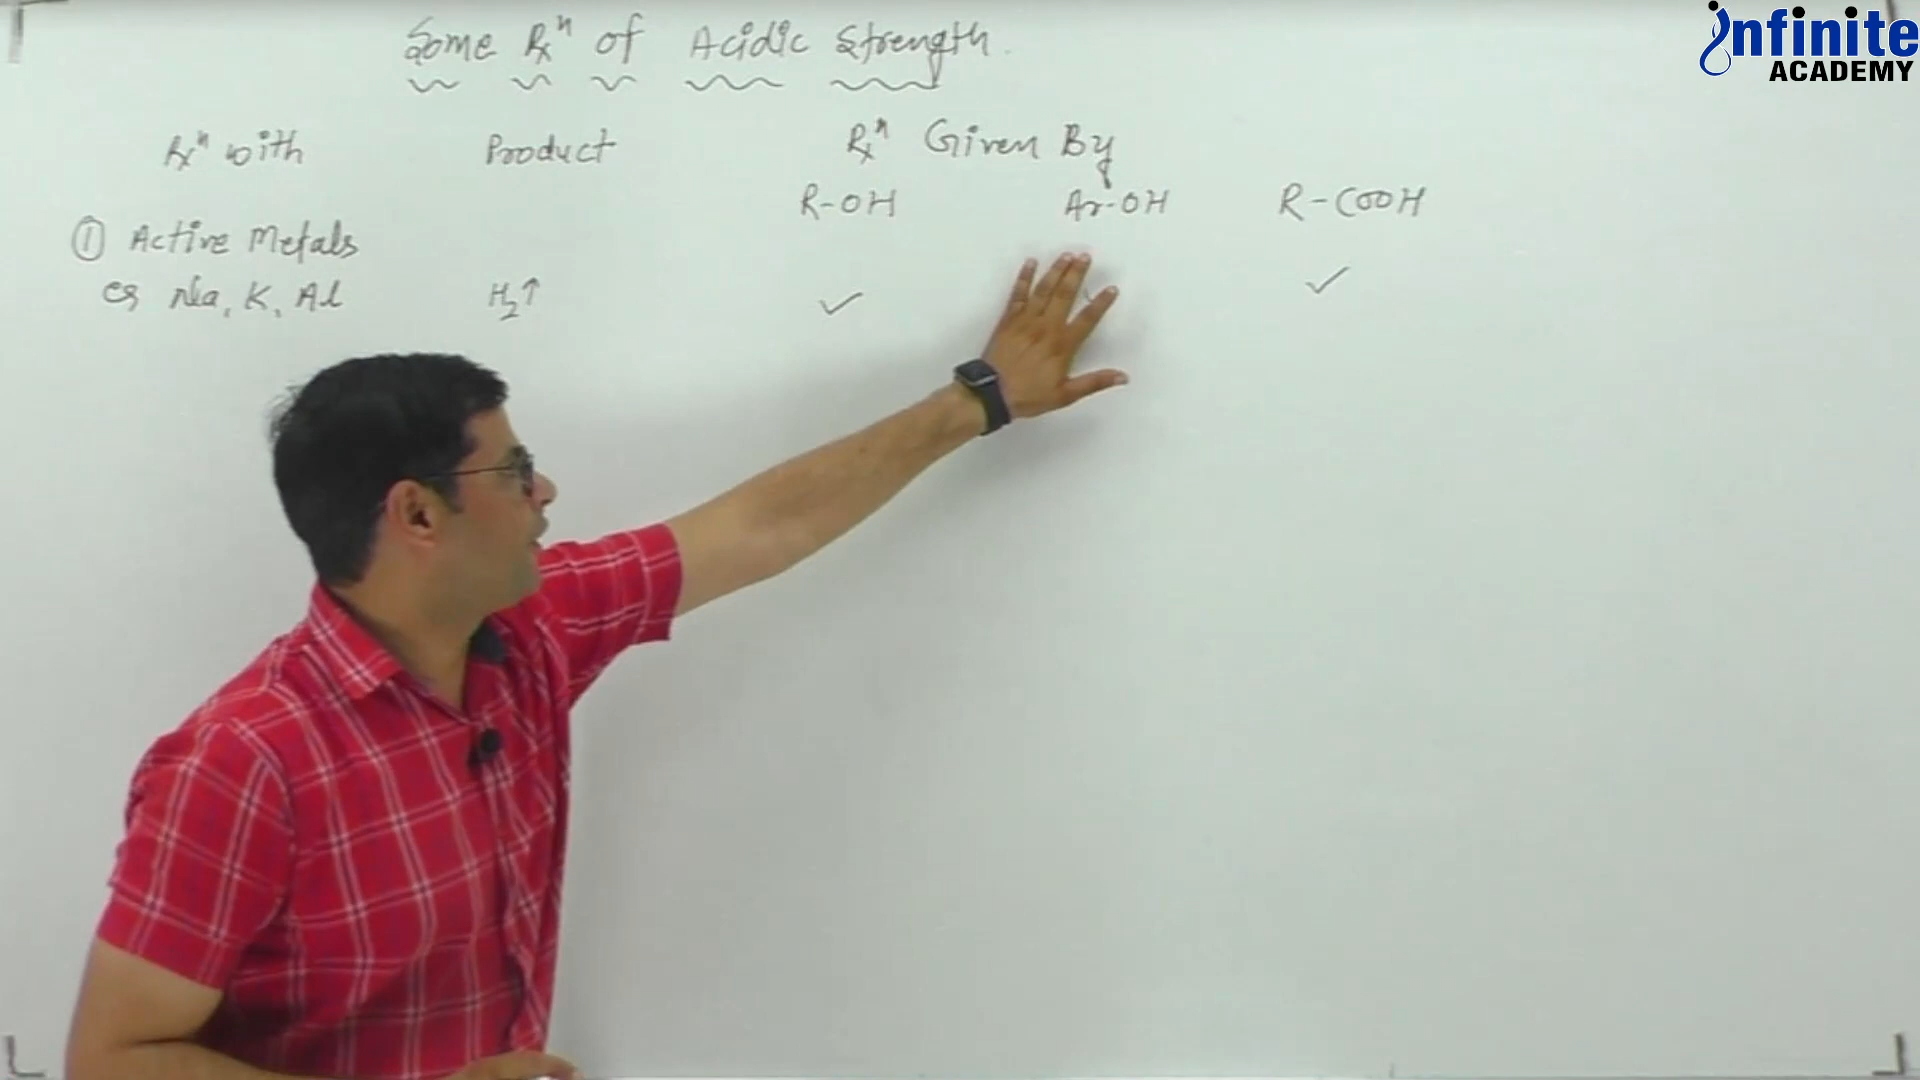 Some Rxⁿ of Acidic Strength.
Rxⁿ with Product Rxⁿ Given By
R-OH Ar-OH R-COOH
① Active Metals
eg Na, K, Al H₂↑ ✓ ✓
infinite
ACADEMY